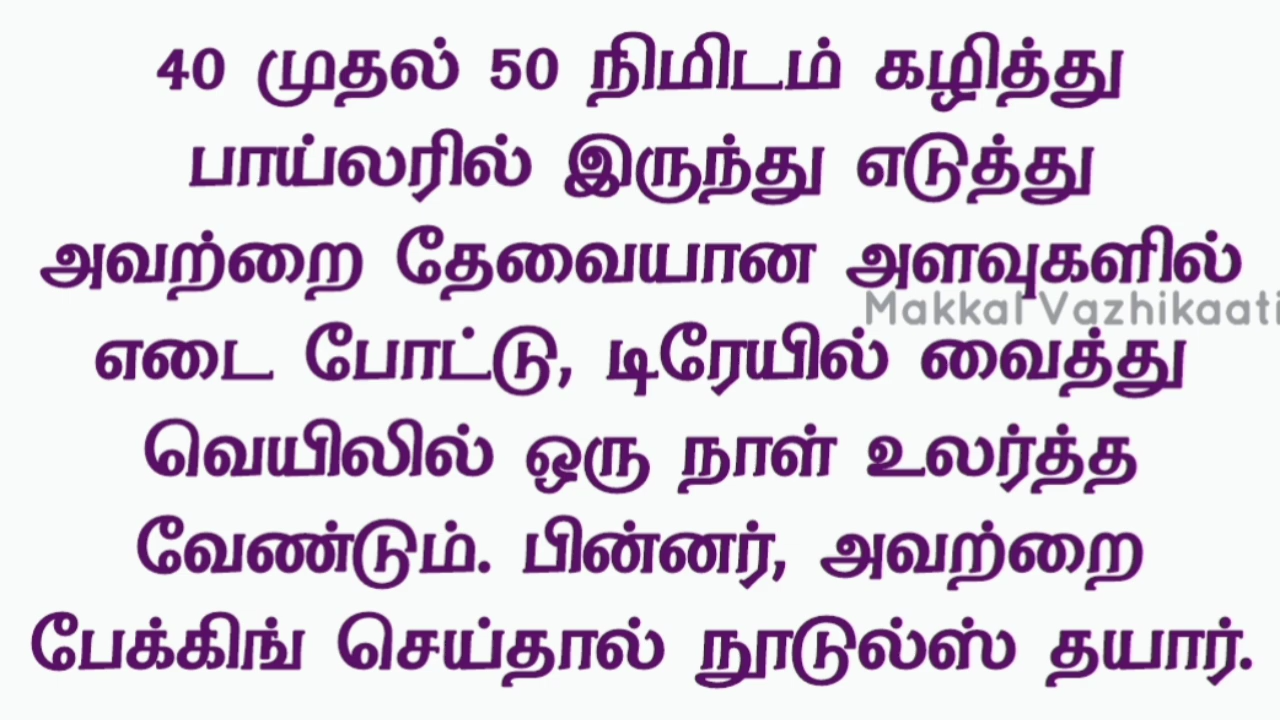 40 முதல் 50 நிமிடம் கழித்து
பாய்லரில் இருந்து எடுத்து
அவற்றை தேவையான அளவுகளில்
Makkal Vazhikaati
எடை போட்டு, டிரேயில் வைத்து
வெயிலில் ஒரு நாள் உலர்த்த
வேண்டும். பின்னர், அவற்றை
பேக்கிங் செய்தால் நூடுல்ஸ் தயார்.